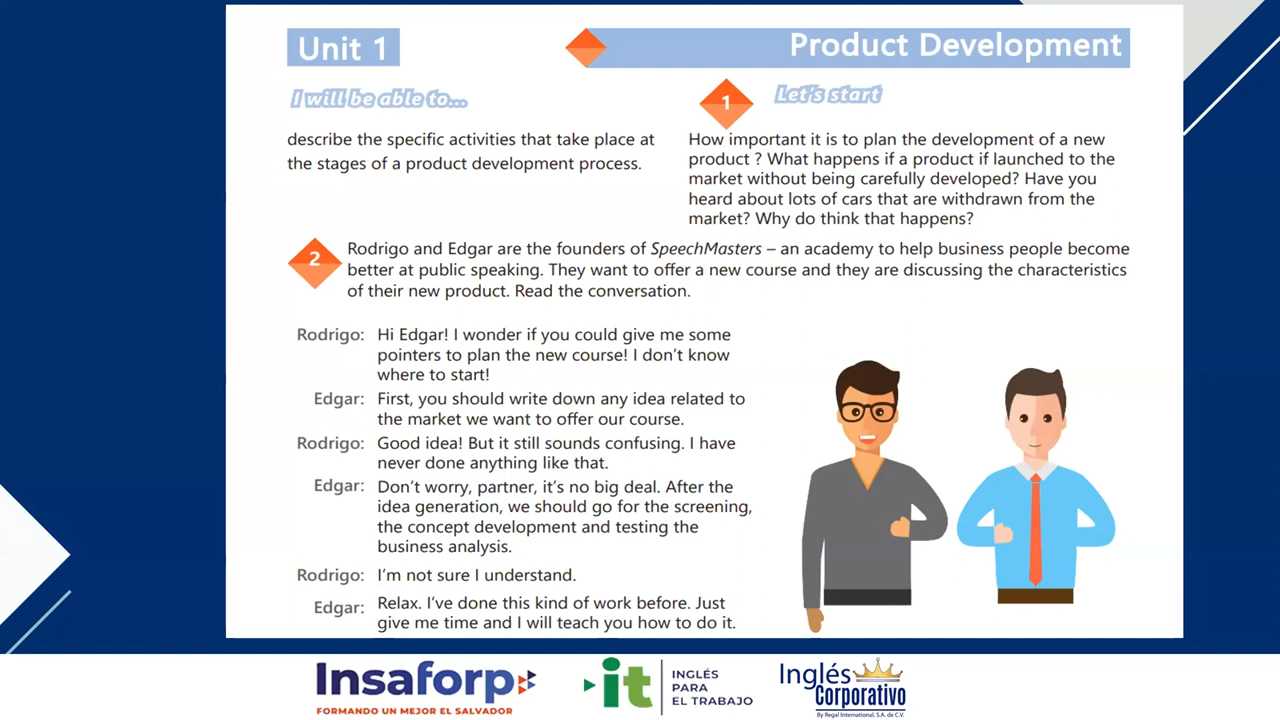 Unit 1
Product Development
I will be able to...
describe the specific activities that take place at
the stages of a product development process.
1
Let's start
How important it is to plan the development of a new
product ? What happens if a product if launched to the
market without being carefully developed? Have you
heard about lots of cars that are withdrawn from the
market? Why do think that happens?
2
Rodrigo and Edgar are the founders of SpeechMasters – an academy to help business people become
better at public speaking. They want to offer a new course and they are discussing the characteristics
of their new product. Read the conversation.
Rodrigo: Hi Edgar! I wonder if you could give me some
pointers to plan the new course! I don't know
where to start!
Edgar: First, you should write down any idea related to
the market we want to offer our course.
Rodrigo: Good idea! But it still sounds confusing. I have
never done anything like that.
Edgar: Don't worry, partner, it's no big deal. After the
idea generation, we should go for the screening,
the concept development and testing the
business analysis.
Rodrigo: I'm not sure I understand.
Edgar: Relax. I've done this kind of work before. Just
give me time and I will teach you how to do it.
Insaforp
FORMANDO UN MEJOR EL SALVADOR
it
INGLÉS
PARA
EL TRABAJO
Inglés
Corporativo
By Regal International, S.A. de C.V.